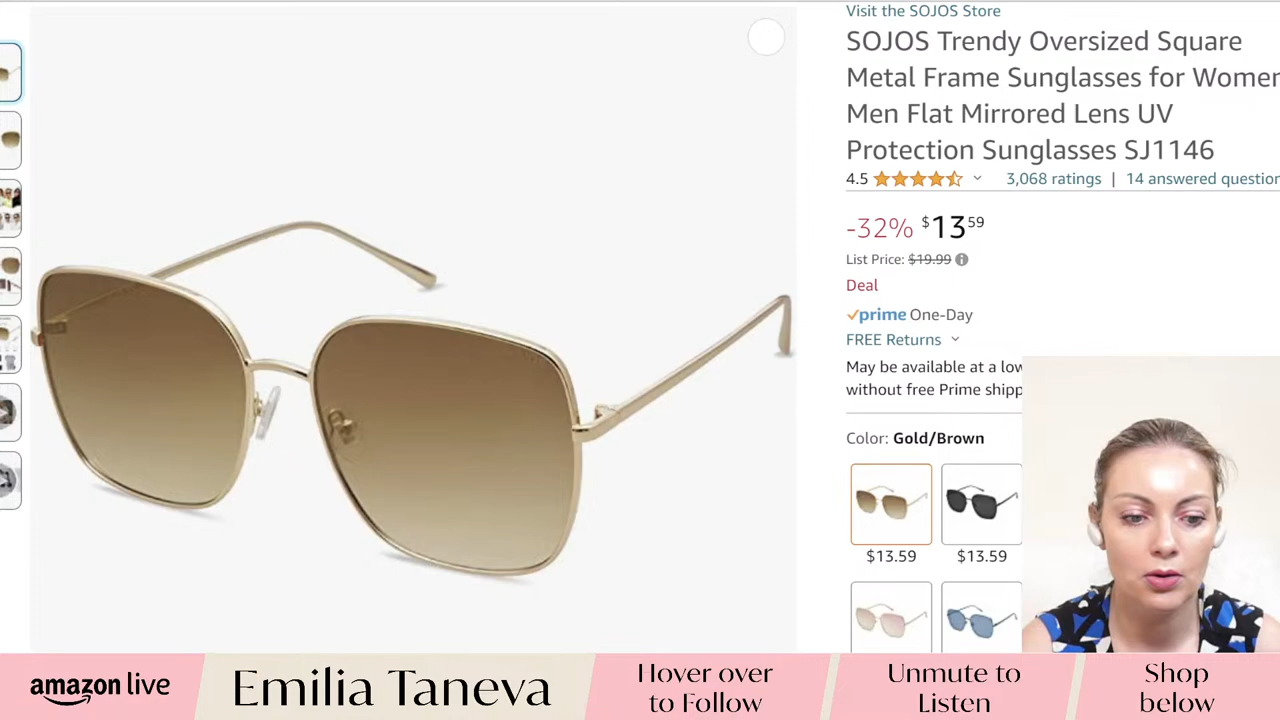 Visit the SOJOS Store
SOJOS Trendy Oversized Square
Metal Frame Sunglasses for Women
Men Flat Mirrored Lens UV
Protection Sunglasses SJ1146
4.5 3,068 ratings | 14 answered question
-32% $13 59
List Price: $19.99
Deal
prime One-Day
FREE Returns
May be available at a low
without free Prime shipp
Color: Gold/Brown
$13.59 $13.59
amazon live
Emilia Taneva
Hover over
to Follow
Unmute to
Listen
Shop
below